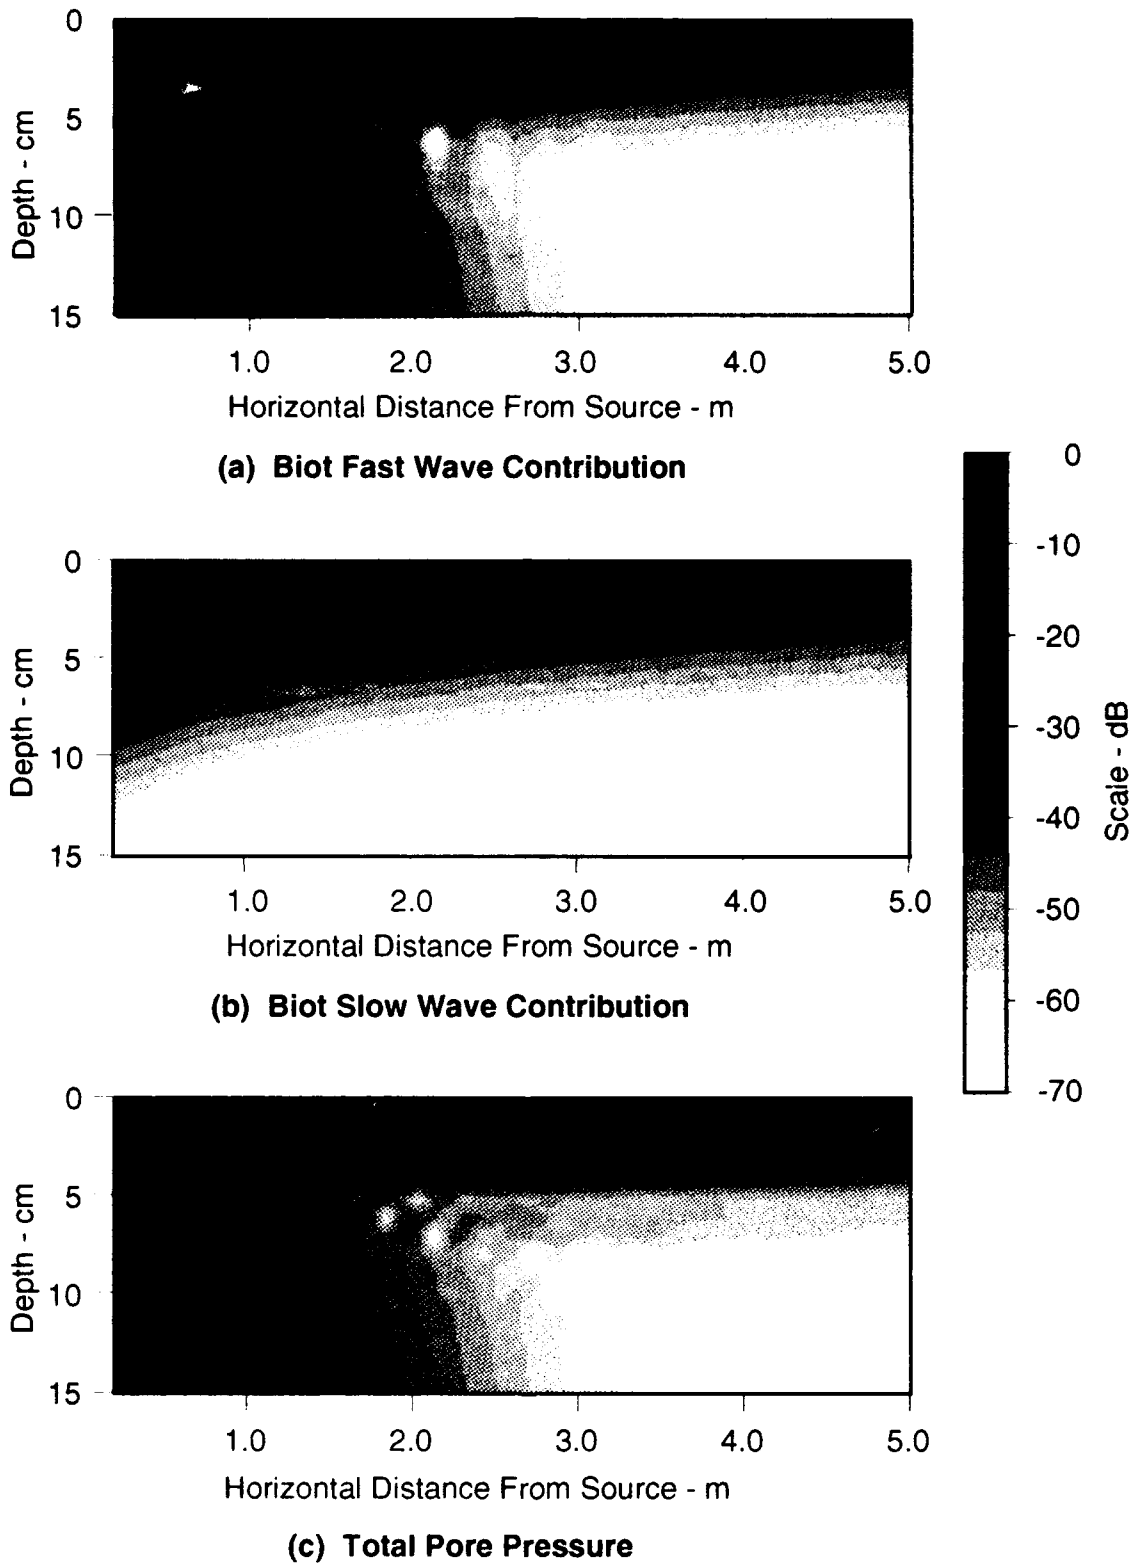 0
5
10
15
Depth - cm
1.0 2.0 3.0 4.0 5.0
Horizontal Distance From Source - m
(a) Biot Fast Wave Contribution
0
5
10
15
Depth - cm
1.0 2.0 3.0 4.0 5.0
Horizontal Distance From Source - m
(b) Biot Slow Wave Contribution
0
-10
-20
-30
-40
-50
-60
-70
Scale - dB
0
5
10
15
Depth - cm
1.0 2.0 3.0 4.0 5.0
Horizontal Distance From Source - m
(c) Total Pore Pressure